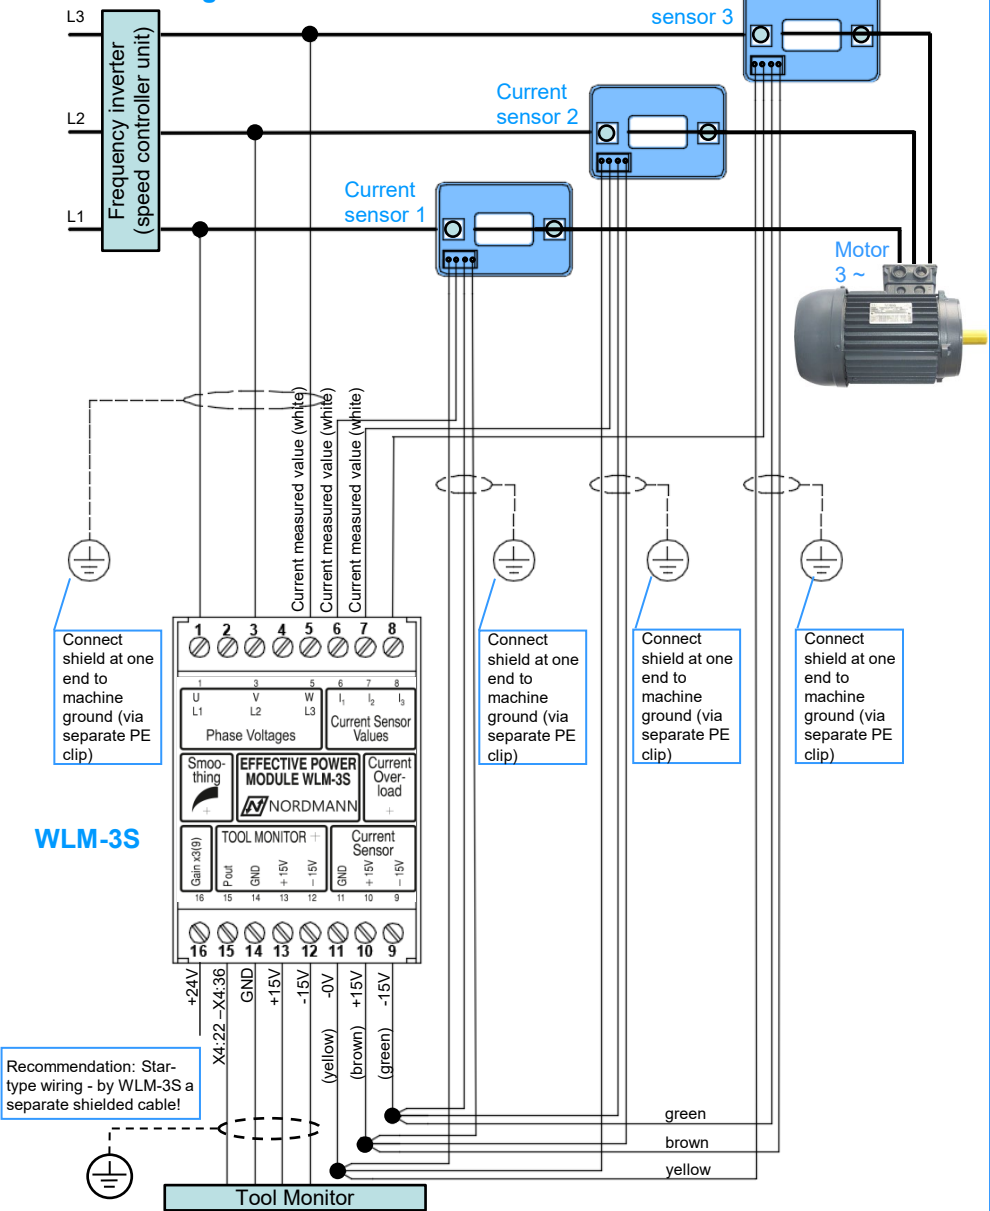 L3
sensor 3
Current
sensor 2
L2
Frequency inverter
(speed controller unit)
Current
sensor 1
L1
Motor
3 ~
Current measured value (white)
Current measured value (white)
Current measured value (white)
Connect
shield at one
end to
machine
ground (via
separate PE
clip)
Connect
shield at one
end to
machine
ground (via
separate PE
clip)
Connect
shield at one
end to
machine
ground (via
separate PE
clip)
Connect
shield at one
end to
machine
ground (via
separate PE
clip)
1 2 3 4 5 6 7 8
1 3 5 6 7 8
U V W I1 I2 I3
L1 L2 L3
Phase Voltages
Current Sensor
Values
Smoo-
thing
+
EFFECTIVE POWER
MODULE WLM-3S
NORDMANN
Current
Over-
load
+
WLM-3S
TOOL MONITOR +
Current
Sensor
Gain x3(9)
P out
GND
+ 15V
– 15V
GND
+ 15V
– 15V
16 15 14 13 12 11 10 9
16 15 14 13 12 11 10 9
+24V
X4:22 –X4:36
GND
+15V
-15V
-0V
+15V
-15V
(yellow)
(brown)
(green)
Recommendation: Star-
type wiring - by WLM-3S a
separate shielded cable!
green
brown
yellow
Tool Monitor